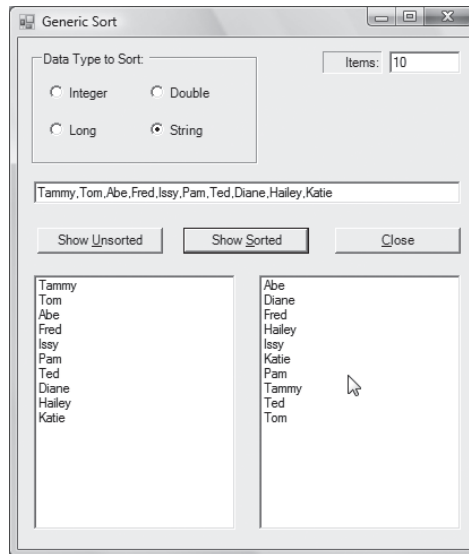 Generic Sort
Data Type to Sort:
Items: 10
Integer
Double
Long
String
Tammy,Tom,Abe,Fred,Issy,Pam,Ted,Diane,Hailey,Katie
Show Unsorted
Show Sorted
Close
Tammy
Tom
Abe
Fred
Issy
Pam
Ted
Diane
Hailey
Katie
Abe
Diane
Fred
Hailey
Issy
Katie
Pam
Tammy
Ted
Tom